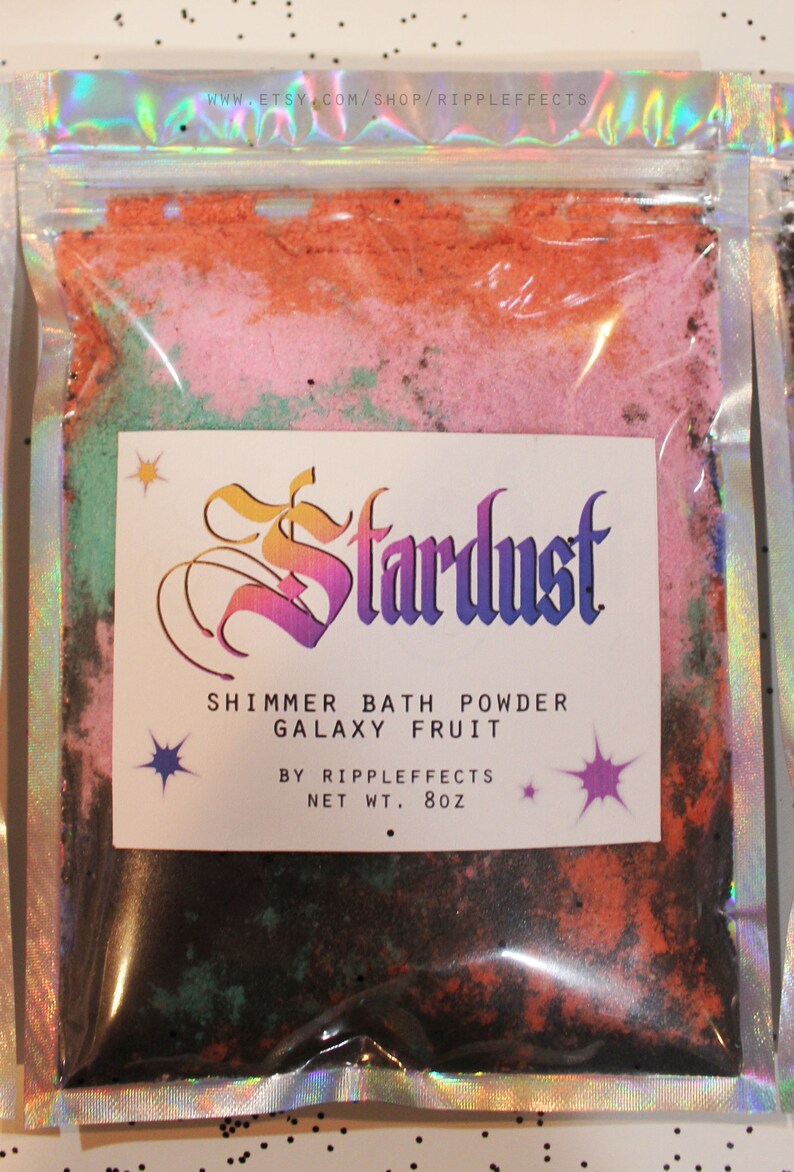 WWW.ETSY.COM/SHOP/RIPPLEFFECTS
Stardust
SHIMMER BATH POWDER
GALAXY FRUIT
BY RIPPLEFFECTS
NET WT. 8OZ